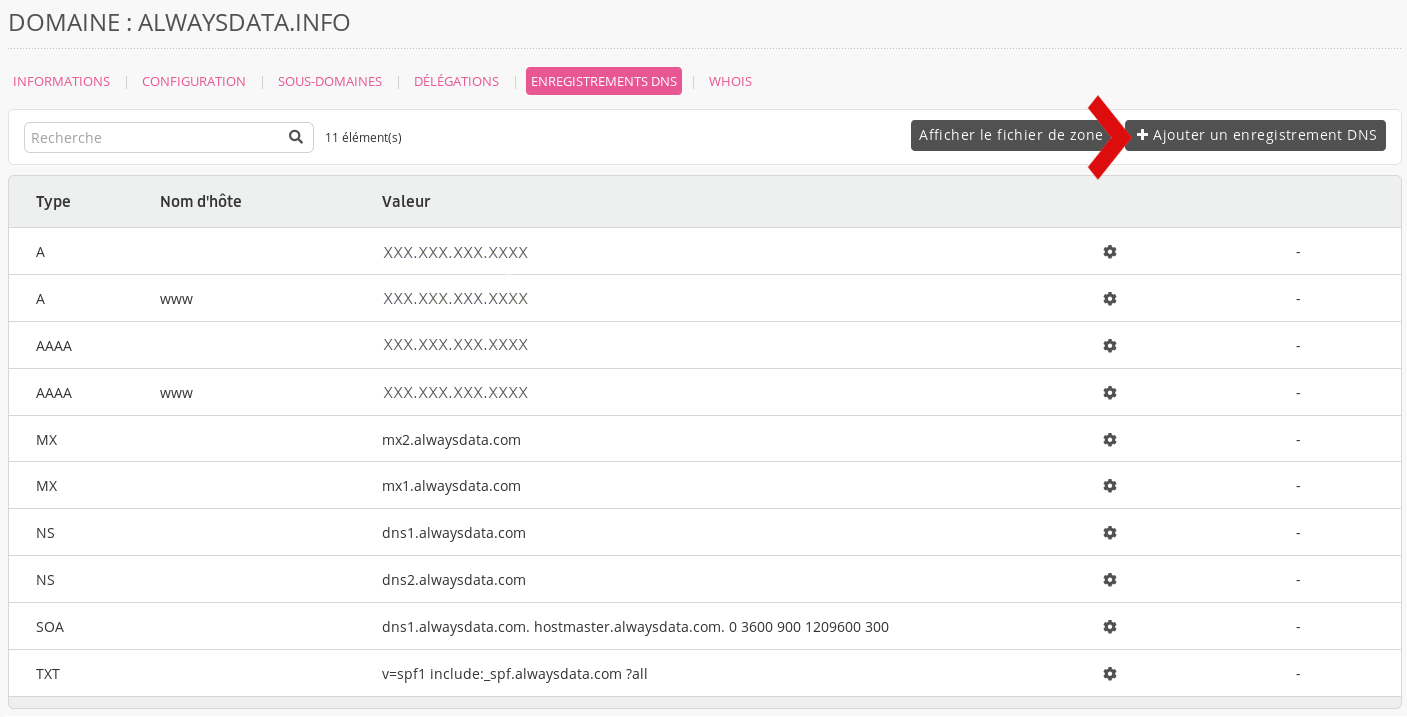 DOMAINE : ALWAYSDATA.INFO
INFORMATIONS | CONFIGURATION | SOUS-DOMAINES | DÉLÉGATIONS | ENREGISTREMENTS DNS | WHOIS
Recherche 11 élément(s) Afficher le fichier de zone Ajouter un enregistrement DNS
Type Nom d'hôte Valeur
A XXX.XXX.XXX.XXXX -
A www XXX.XXX.XXX.XXXX -
AAAA XXX.XXX.XXX.XXXX -
AAAA www XXX.XXX.XXX.XXXX -
MX mx2.alwaysdata.com -
MX mx1.alwaysdata.com -
NS dns1.alwaysdata.com -
NS dns2.alwaysdata.com -
SOA dns1.alwaysdata.com. hostmaster.alwaysdata.com. 0 3600 900 1209600 300 -
TXT v=spf1 include:_spf.alwaysdata.com ?all -